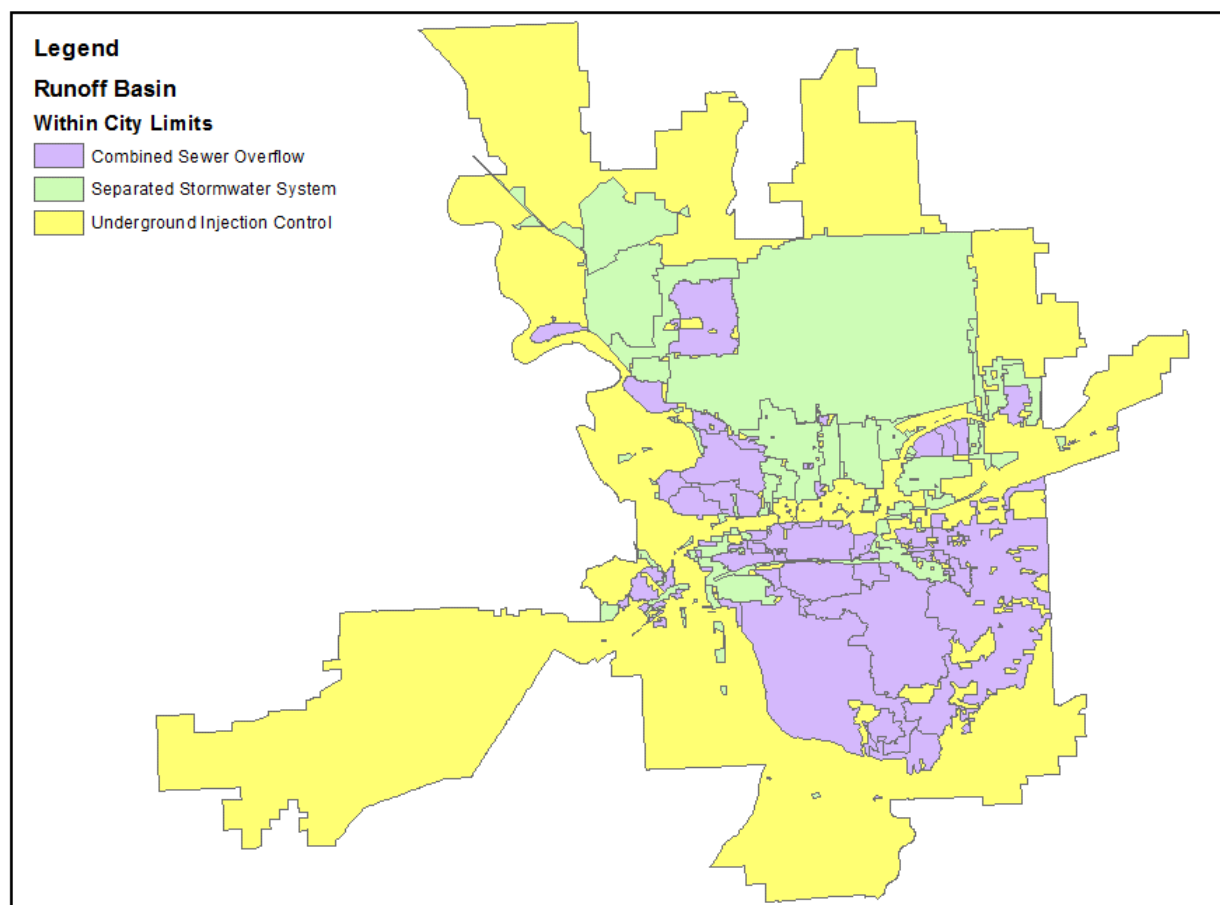 Legend
Runoff Basin
Within City Limits
Combined Sewer Overflow
Separated Stormwater System
Underground Injection Control